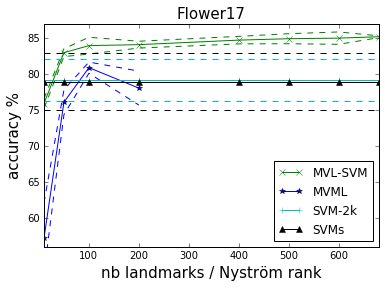 Flower17
accuracy %
85
80
75
70
65
60
MVL-SVM
MVML
SVM-2k
SVMs
100 200 300 400 500 600
nb landmarks / Nyström rank